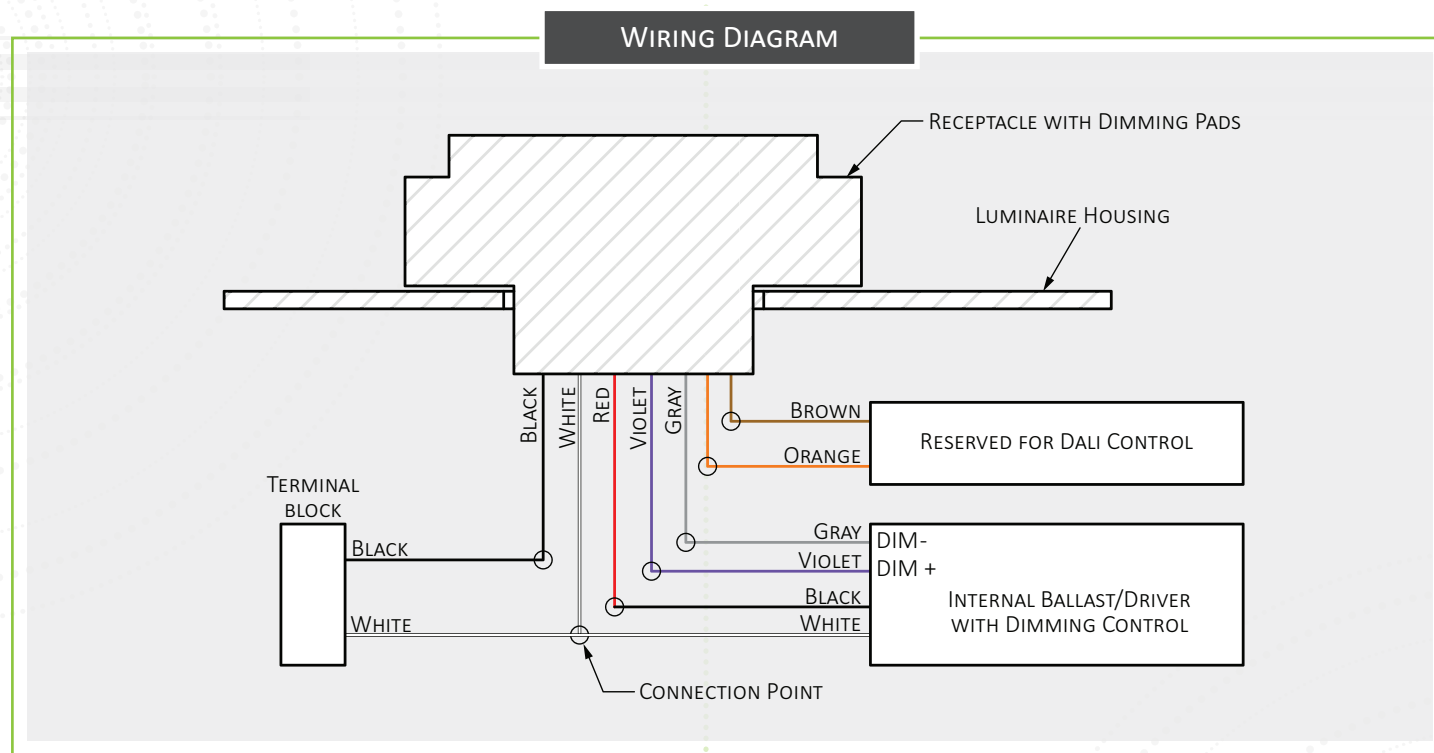 Wiring Diagram
Receptacle with Dimming Pads
Luminaire Housing
Black
White
Red
Violet
Gray
Brown
Orange
Reserved for Dali Control
Terminal
block
Black
White
Gray
Violet
Black
White
DIM-
DIM +
Internal Ballast/Driver
with Dimming Control
Connection Point